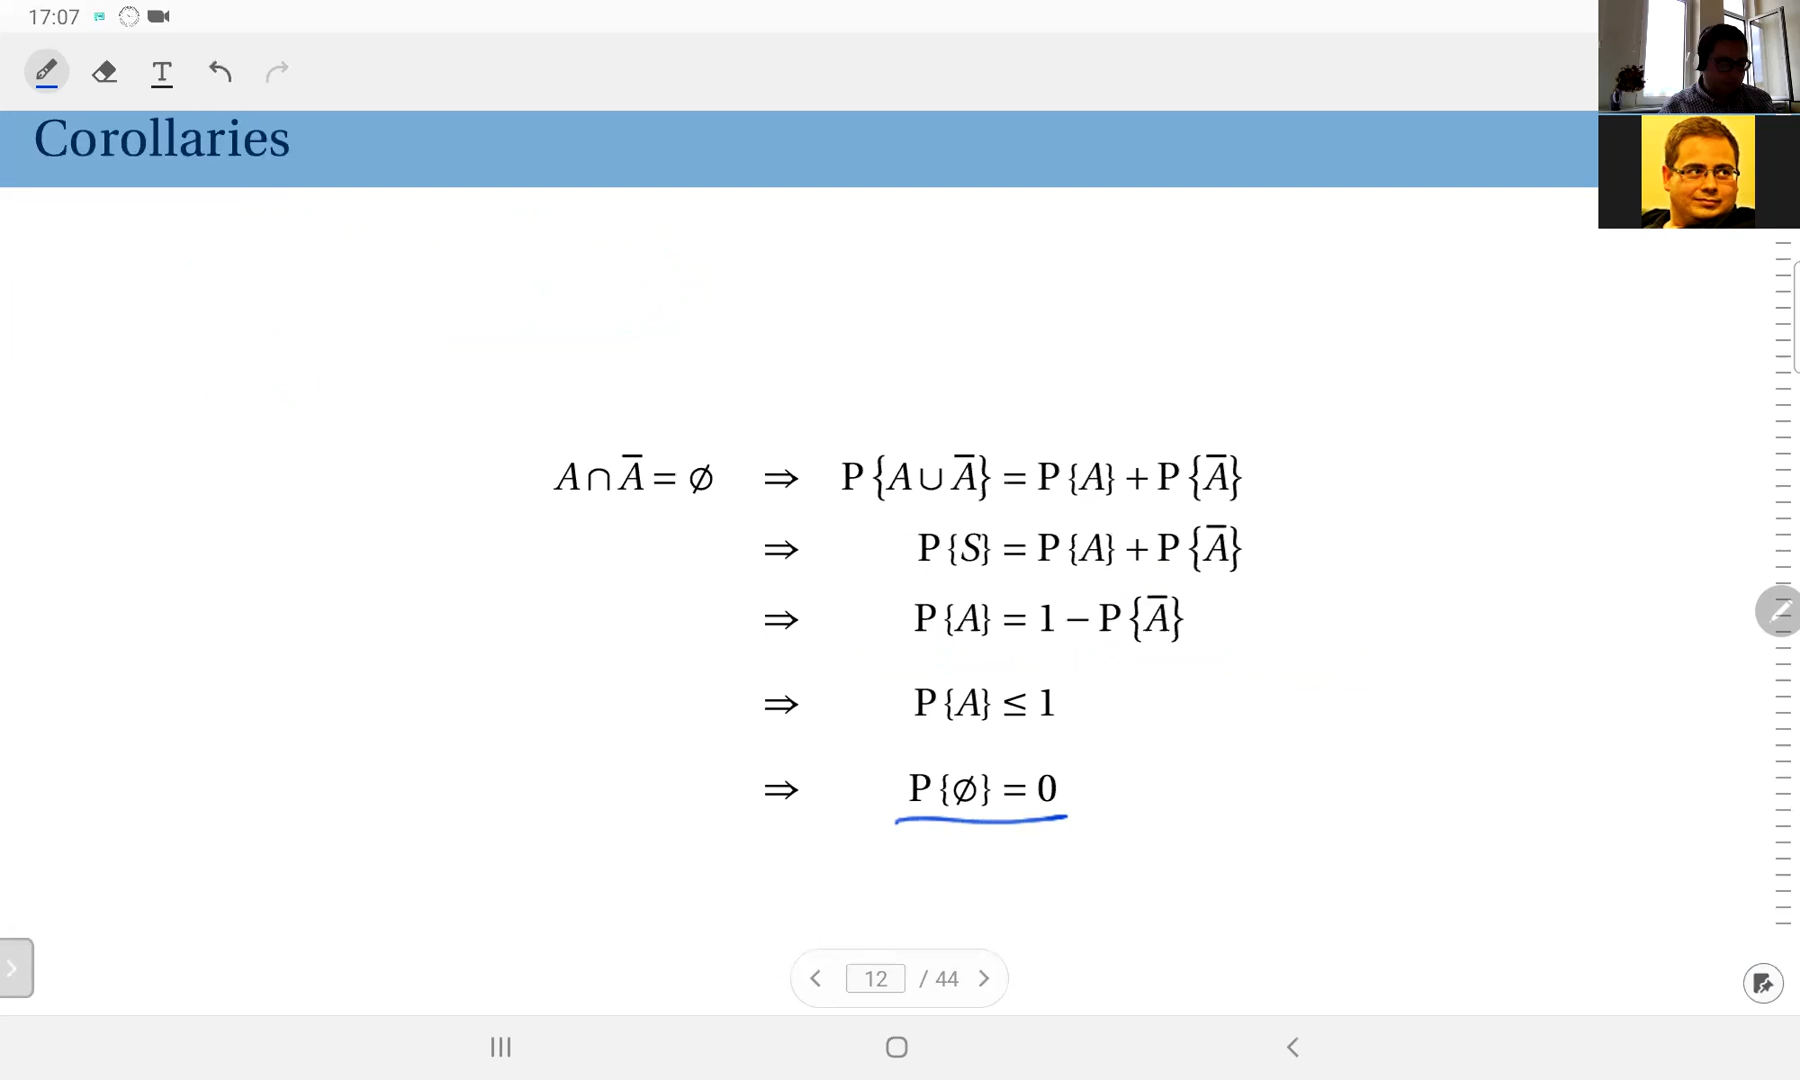 17:07
T
Corollaries
A ∩ A̅ = ∅ ⇒ P{A ∪ A̅} = P{A} + P{A̅}
⇒ P{S} = P{A} + P{A̅}
⇒ P{A} = 1 − P{A̅}
⇒ P{A} ≤ 1
⇒ P{∅} = 0
12 / 44